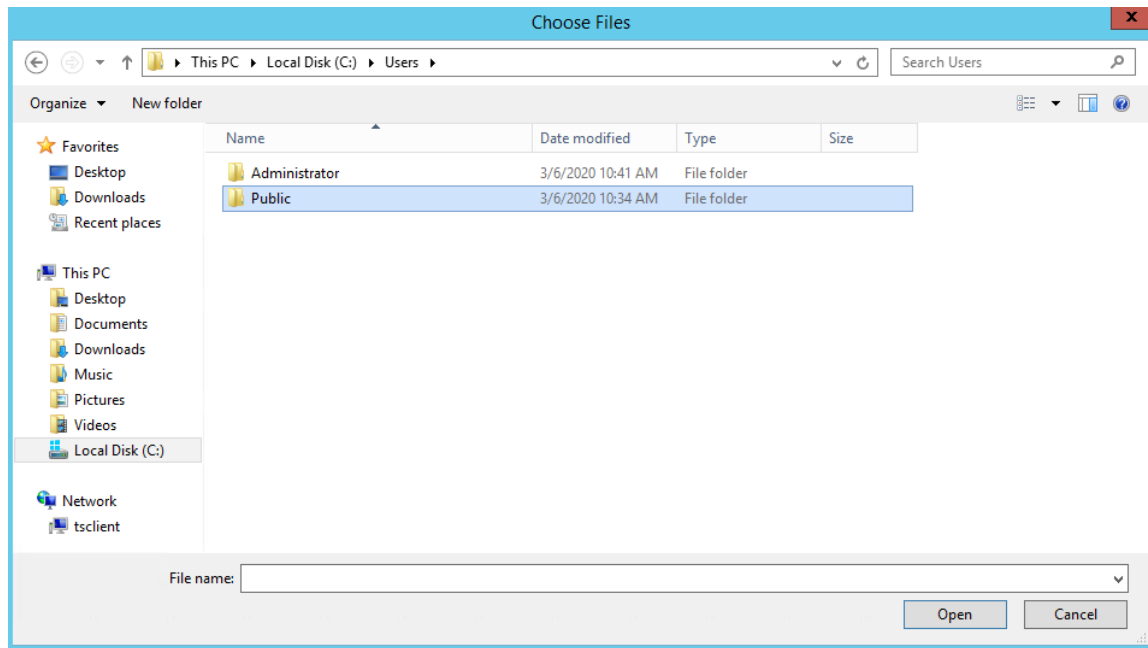 Choose Files
x
This PC Local Disk (C:) Users
Search Users
Organize New folder
Name Date modified Type Size
Administrator 3/6/2020 10:41 AM File folder
Public 3/6/2020 10:34 AM File folder
Favorites
Desktop
Downloads
Recent places
This PC
Desktop
Documents
Downloads
Music
Pictures
Videos
Local Disk (C:)
Network
tsclient
File name:
Open Cancel